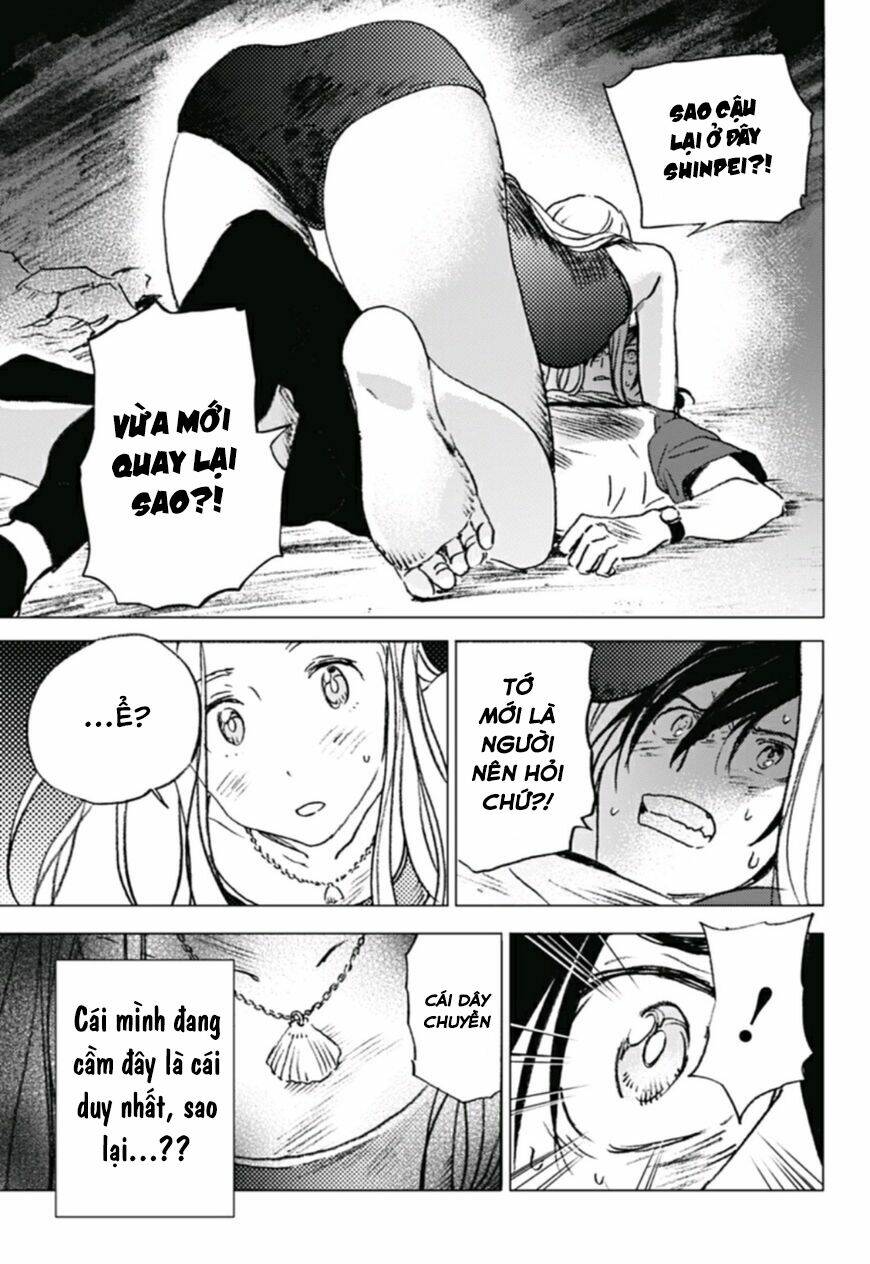 SAO CẬU
LẠI Ở ĐÂY
SHINPEI?!
VỪA MỚI
QUAY LẠI
SAO?!
TỚ
MỚI LÀ
NGƯỜI
NÊN HỎI
CHỨ?!
...Ể?
!
CÁI DÂY
CHUYỀN
Cái mình đang
cầm đây là cái
duy nhất, sao
lại...??